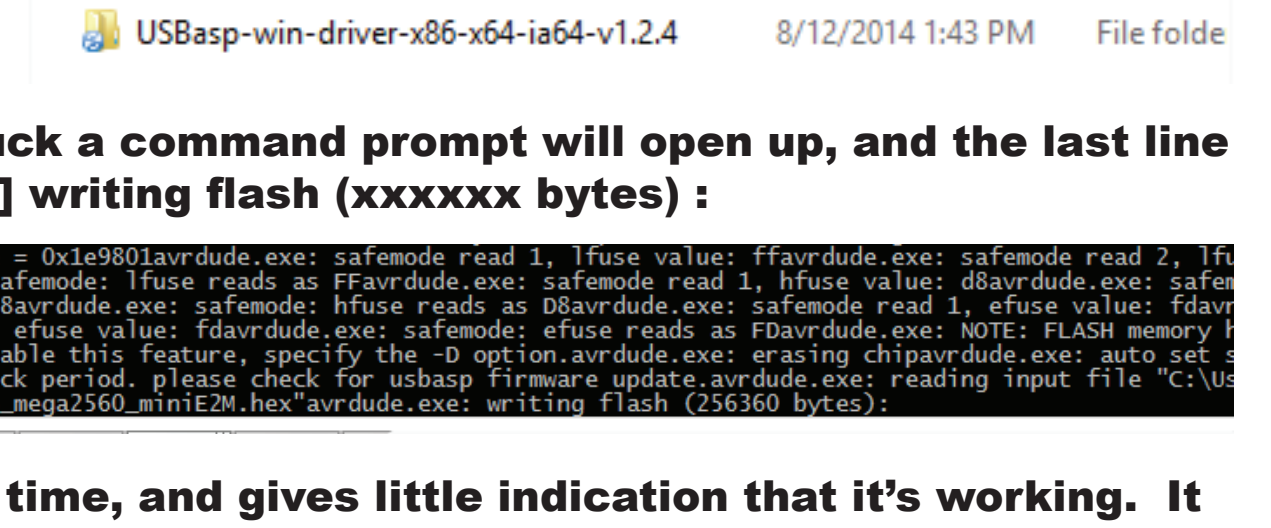 USBasp-win-driver-x86-x64-ia64-v1.2.4 8/12/2014 1:43 PM File folde
uck a command prompt will open up, and the last line
] writing flash (xxxxxx bytes) :
= 0x1e9801avrdude.exe: safemode read 1, lfuse value: ffavrdude.exe: safemode read 2, lfu
afemode: lfuse reads as FFavrdude.exe: safemode read 1, hfuse value: d8avrdude.exe: safem
8avrdude.exe: safemode: hfuse reads as D8avrdude.exe: safemode read 1, efuse value: fdavr
efuse value: fdavrdude.exe: safemode: efuse reads as FDavrdude.exe: NOTE: FLASH memory h
able this feature, specify the -D option.avrdude.exe: erasing chipavrdude.exe: auto set s
ck period. please check for usbasp firmware update.avrdude.exe: reading input file "C:\Us
_mega2560_miniE2M.hex"avrdude.exe: writing flash (256360 bytes):
time, and gives little indication that it's working. It